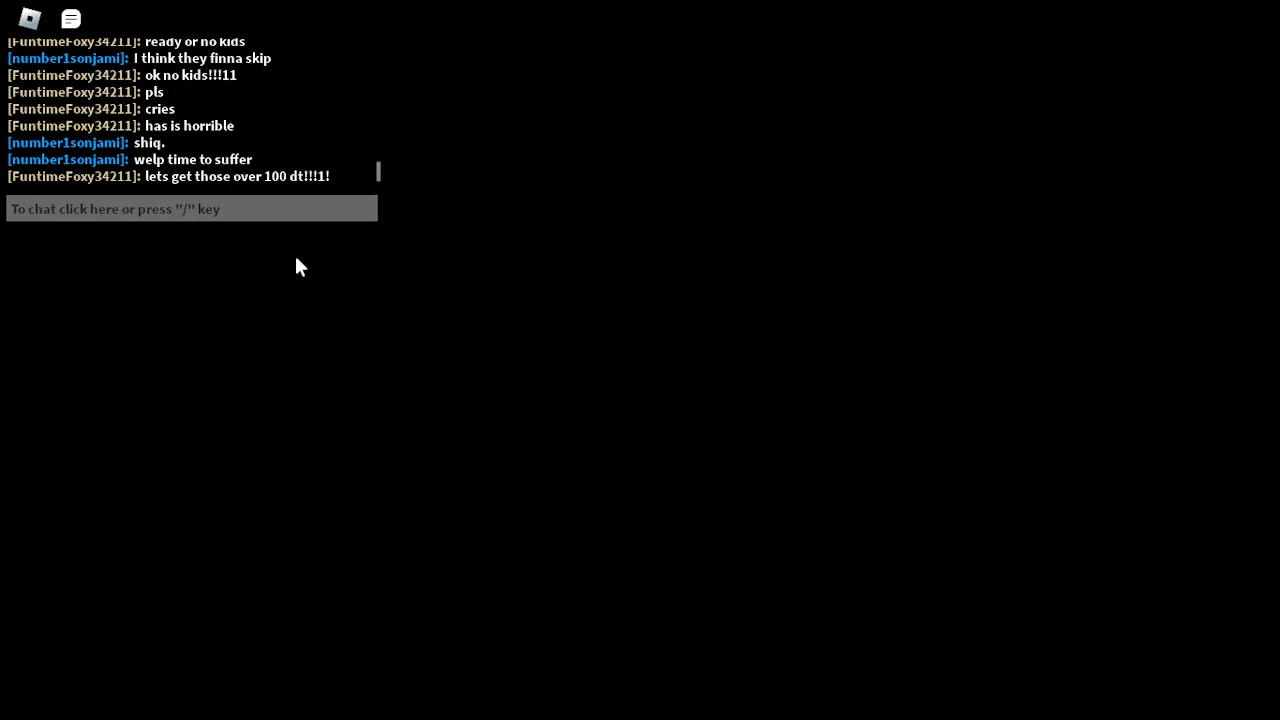 [FuntimeFoxy34211]: ready or no kids
[number1sonjami]: I think they finna skip
[FuntimeFoxy34211]: ok no kids!!!11
[FuntimeFoxy34211]: pls
[FuntimeFoxy34211]: cries
[FuntimeFoxy34211]: has is horrible
[number1sonjami]: shiq.
[number1sonjami]: welp time to suffer
[FuntimeFoxy34211]: lets get those over 100 dt!!!1!
To chat click here or press "/" key